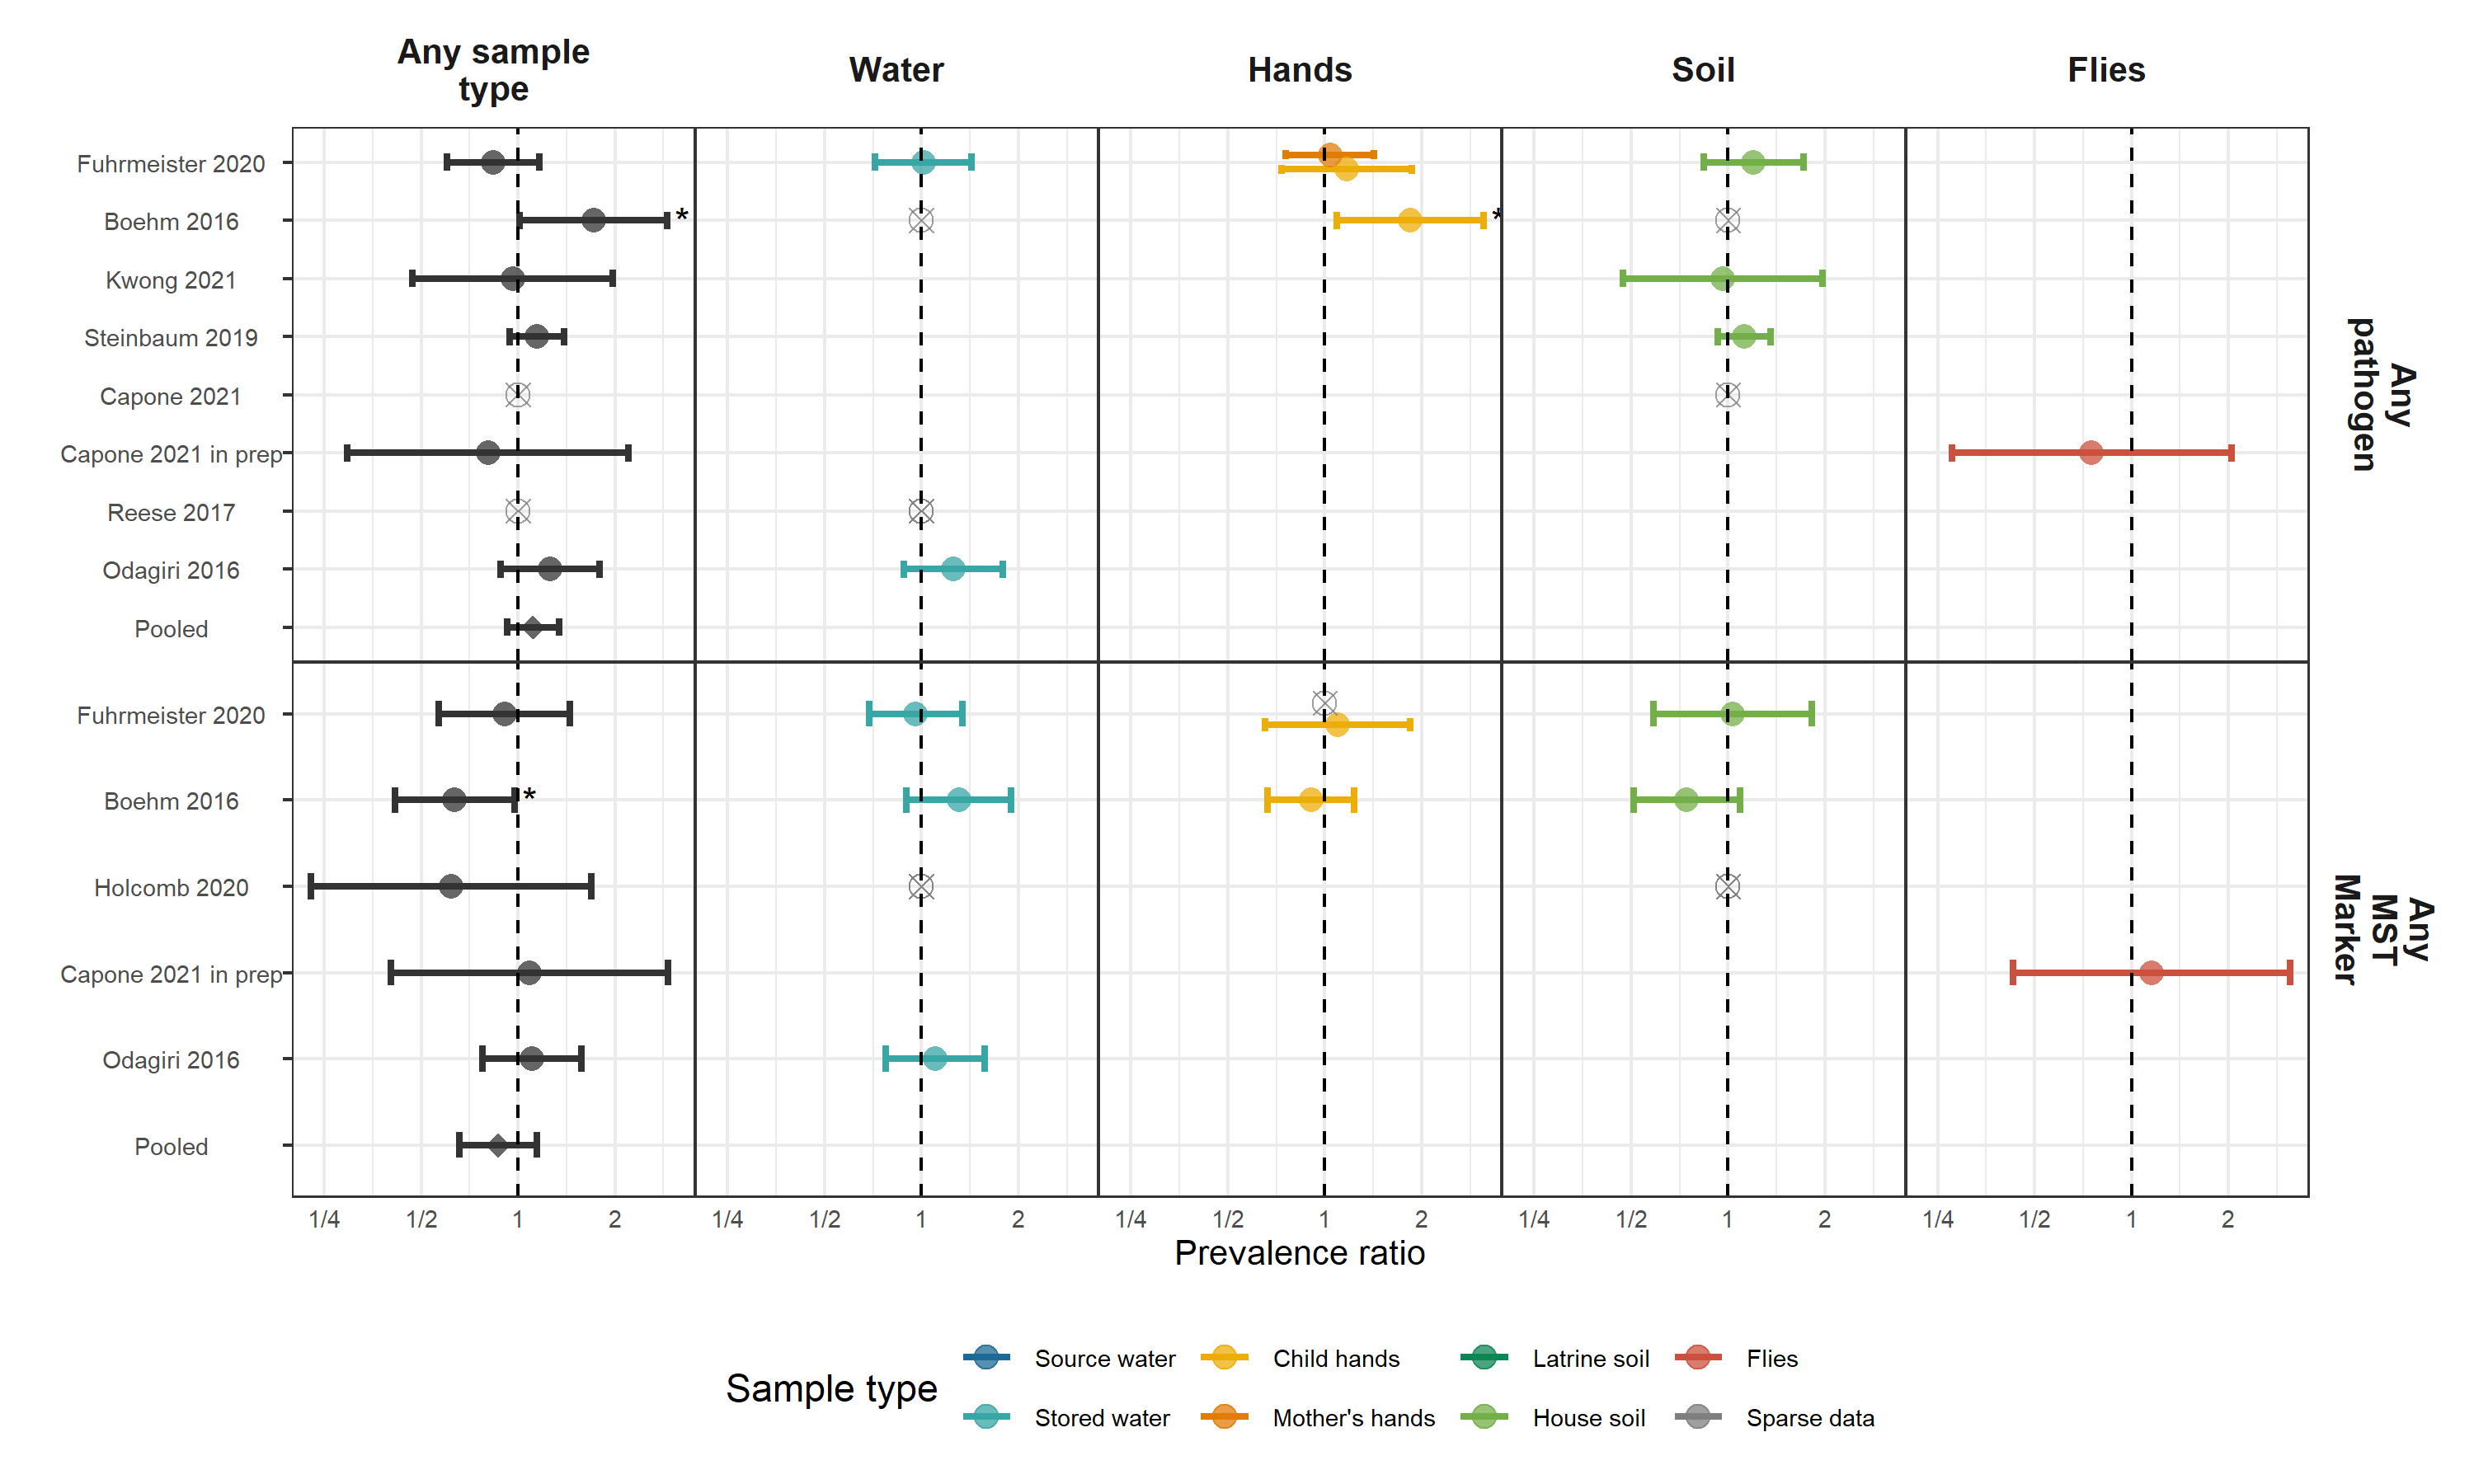 Any sample
type
Water
Hands
Soil
Flies
Fuhrmeister 2020
Boehm 2016
*
*
Kwong 2021
Steinbaum 2019
Capone 2021
Capone 2021 in prep
Reese 2017
Odagiri 2016
Pooled
Any
pathogen
Fuhrmeister 2020
Boehm 2016
*
Holcomb 2020
Capone 2021 in prep
Odagiri 2016
Pooled
Any
MST
Marker
1/4 1/2 1 2 1/4 1/2 1 2 1/4 1/2 1 2 1/4 1/2 1 2 1/4 1/2 1 2
Prevalence ratio
Sample type
Source water Child hands Latrine soil Flies
Stored water Mother's hands House soil Sparse data